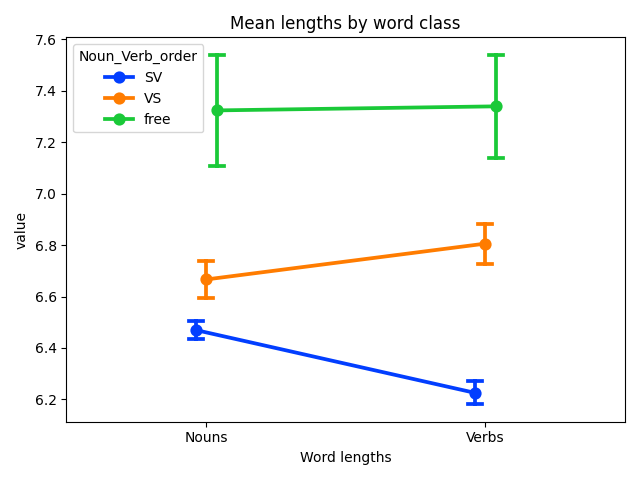 Mean lengths by word class
Noun_Verb_order
SV
VS
free
value
7.6
7.4
7.2
7.0
6.8
6.6
6.4
6.2
Nouns
Verbs
Word lengths